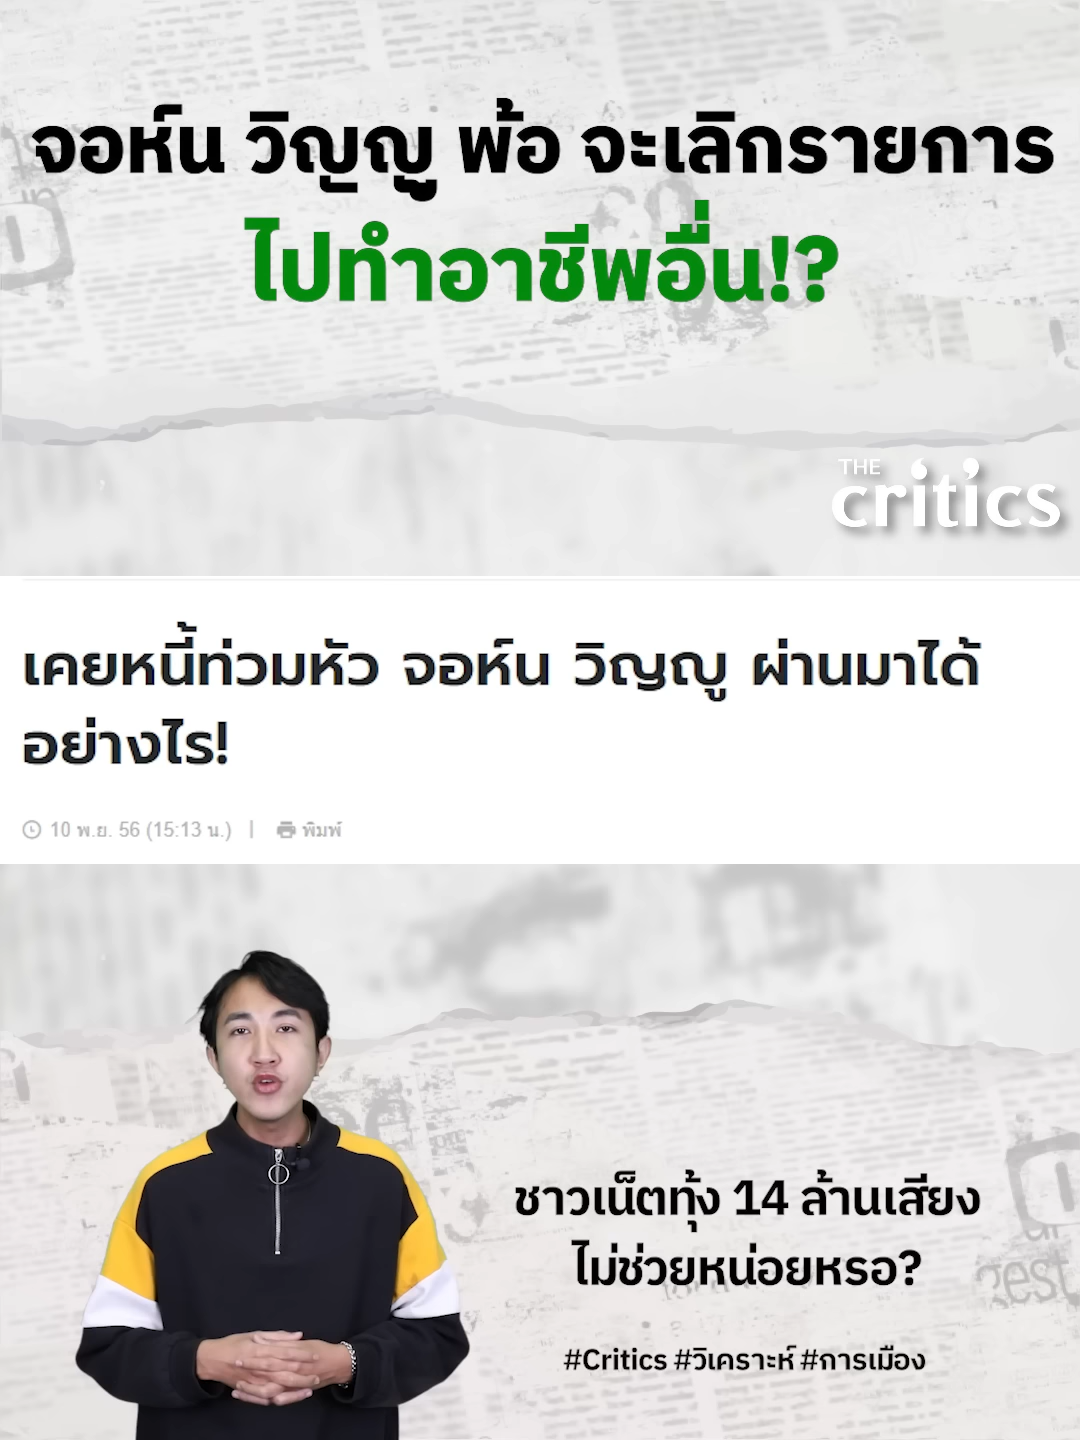 จอห์น วิญญู พ้อ จะเลิกรายการ
ไปทำอาชีพอื่น!?
THE
critics
เคยหนี้ท่วมหัว จอห์น วิญญู ผ่านมาได้
อย่างไร!
10 พ.ย. 56 (15:13 น.) | พิมพ์
ชาวเน็ตทุ้ง 14 ล้านเสียง
ไม่ช่วยหน่อยหรอ?
#Critics #วิเคราะห์ #การเมือง